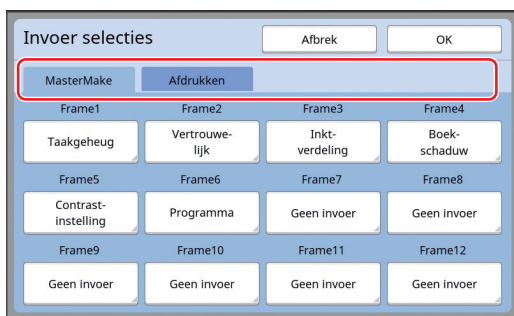 Invoer selecties
Afbrek
OK
MasterMake
Afdrukken
Frame1
Frame2
Frame3
Frame4
Taakgeheug
Vertrouwe-
lijk
Inkt-
verdeling
Boek-
schaduw
Frame5
Frame6
Frame7
Frame8
Contrast-
instelling
Programma
Geen invoer
Geen invoer
Frame9
Frame10
Frame11
Frame12
Geen invoer
Geen invoer
Geen invoer
Geen invoer